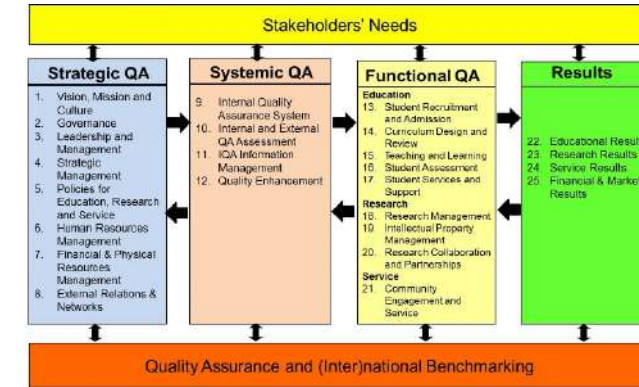 Stakeholders' Needs
Strategic QA
1. Vision, Mission and
Culture
2. Governance
3. Leadership and
Management
4. Strategic
Management
5. Policies for
Education, Research
and Service
6. Human Resources
Management
7. Financial & Physical
Resources
Management
8. External Relations &
Networks
Systemic QA
9. Internal Quality
Assurance System
10. Internal and External
QA Assessment
11. IQA Information
Management
12. Quality Enhancement
Functional QA
Education
13. Student Recruitment
and Admission
14. Curriculum Design and
Review
15. Teaching and Learning
16. Student Assessment
17. Student Services and
Support
Research
18. Research Management
19. Intellectual Property
Management
20. Research Collaboration
and Partnerships
Service
21. Community
Engagement and
Service
Results
22. Educational Result
23. Research Results
24. Service Results
25. Financial & Market
Results
Quality Assurance and (Inter)national Benchmarking